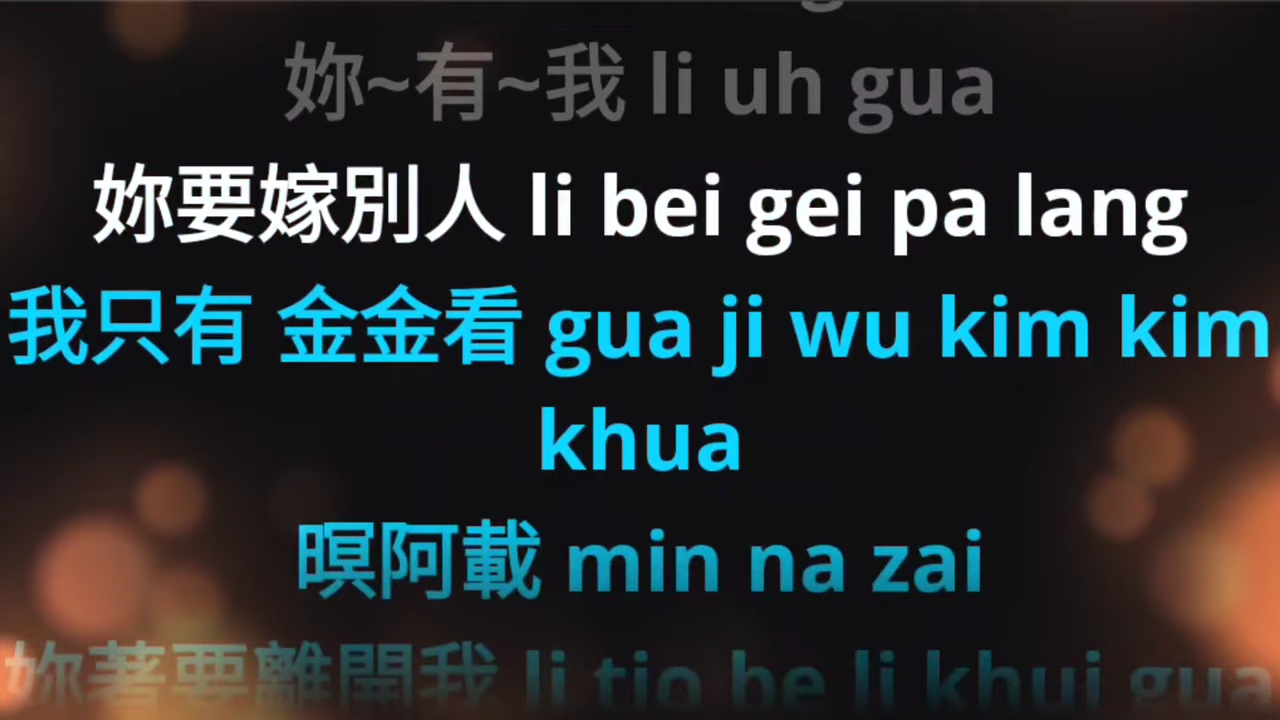 妳~有~我 li uh gua
妳要嫁別人 li bei gei pa lang
我只有 金金看 gua ji wu kim kim
khua
暝阿載 min na zai
妳著要離開我 li tio be li khui gua